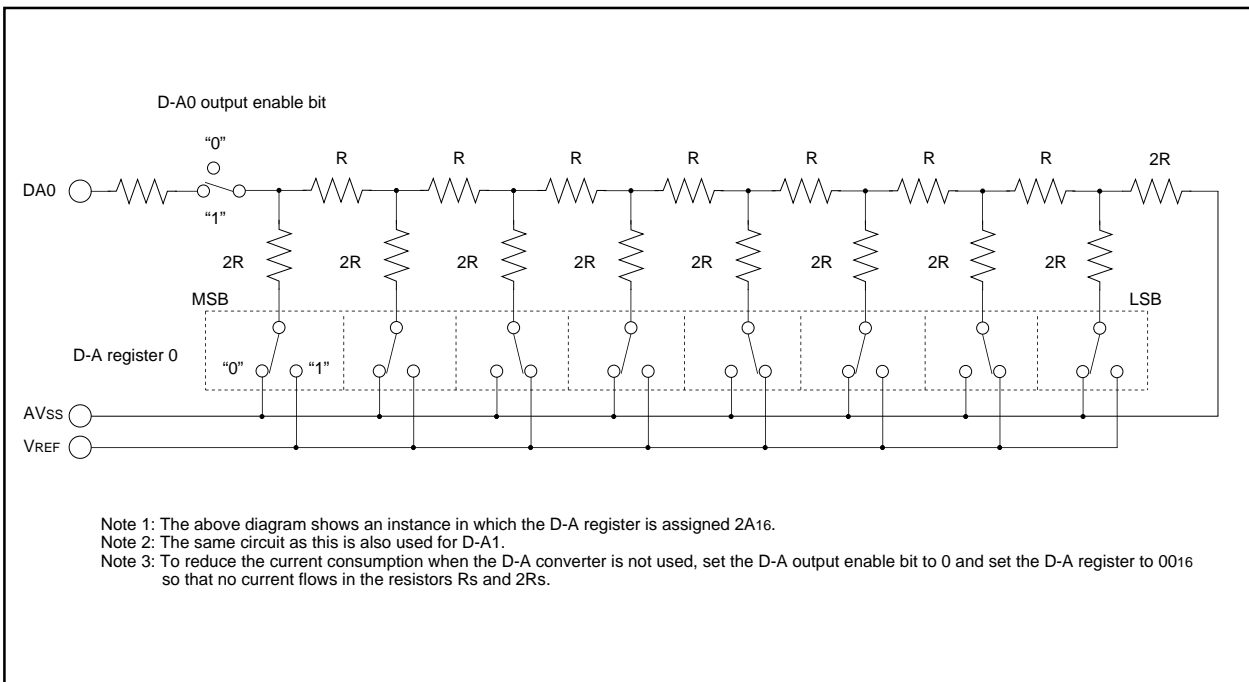 D-A0 output enable bit
“0”
R R R R R R R 2R
DA0
“1”
2R 2R 2R 2R 2R 2R 2R 2R
MSB LSB
D-A register 0
“0” “1”
AVSS
VREF
Note 1: The above diagram shows an instance in which the D-A register is assigned 2A16.
Note 2: The same circuit as this is also used for D-A1.
Note 3: To reduce the current consumption when the D-A converter is not used, set the D-A output enable bit to 0 and set the D-A register to 0016
so that no current flows in the resistors Rs and 2Rs.